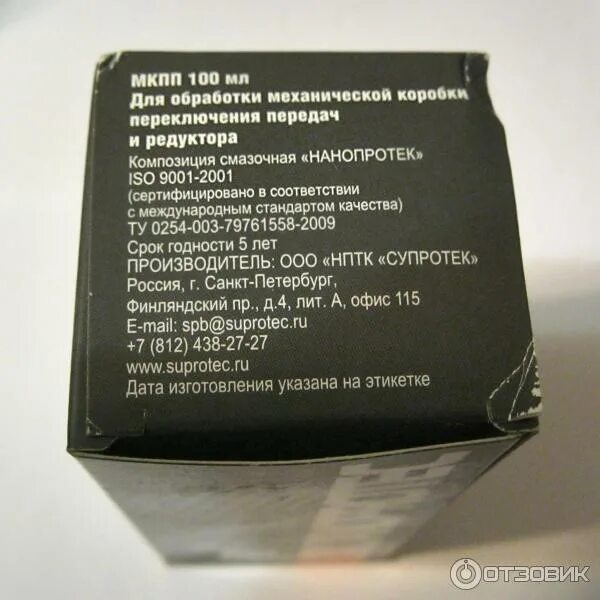 МКПП 100 мл
Для обработки механической коробки
переключения передач
и редуктора
Композиция смазочная «НАНОПРОТЕК»
ISO 9001-2001
(сертифицировано в соответствии
с международным стандартом качества)
ТУ 0254-003-79761558-2009
Срок годности 5 лет
ПРОИЗВОДИТЕЛЬ: ООО «НПТК «СУПРОТЕК»
Россия, г. Санкт-Петербург,
Финляндский пр., д.4, лит. А, офис 115
E-mail: spb@suprotec.ru
+7 (812) 438-27-27
www.suprotec.ru
Дата изготовления указана на этикетке
ОТЗОВИК